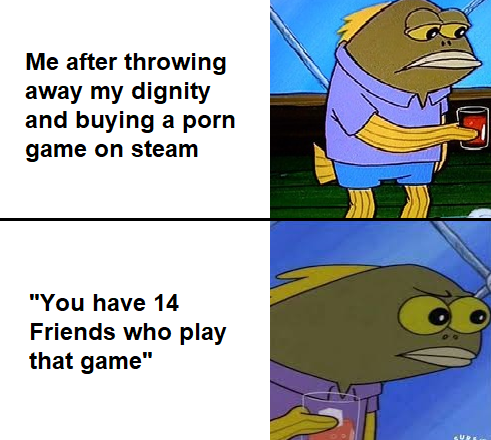 Me after throwing
away my dignity
and buying a porn
game on steam
"You have 14
Friends who play
that game"